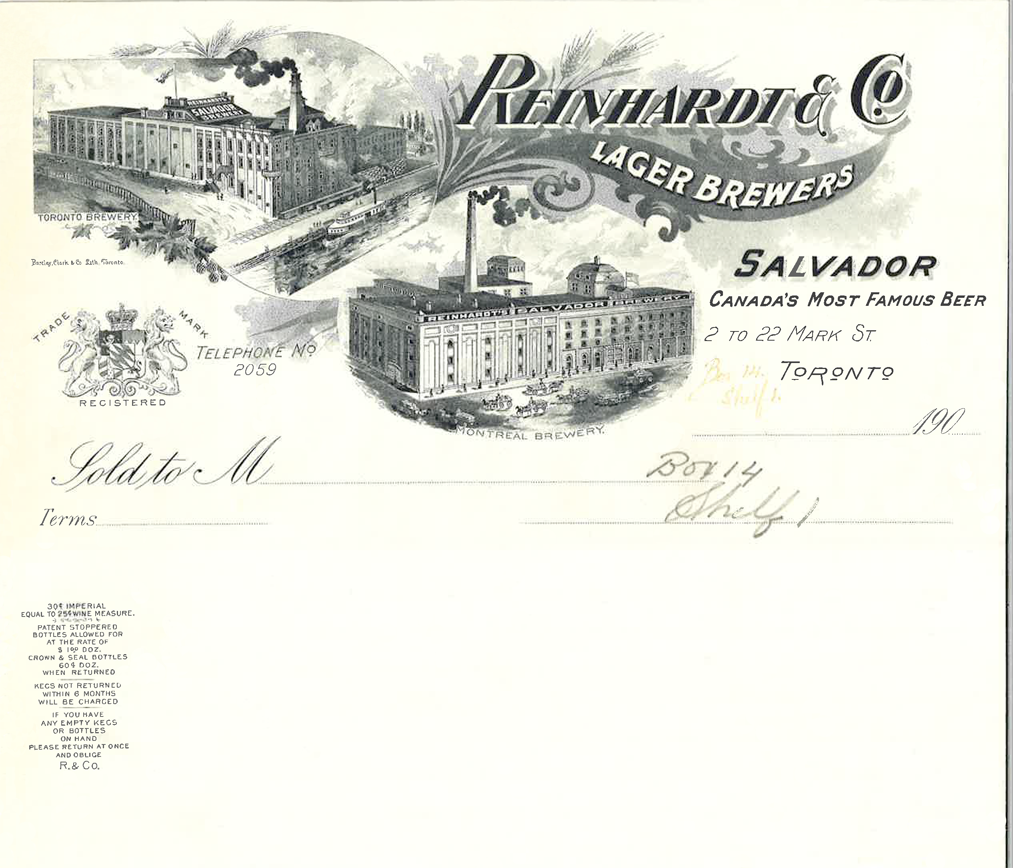 REINHARDT & Co
LAGER BREWERS
REINHARDT'S
SALVADOR
BREWERY
TORONTO BREWERY.
Barclay, Clark & Co. Lith. Toronto.
SALVADOR
CANADA'S MOST FAMOUS BEER
2 TO 22 MARK ST.
TORONTO
REINHARDT'S SALVADOR BREWERY.
MONTREAL BREWERY.
TRADE MARK
REGISTERED
TELEPHONE No
2059
Box 14.
Shelf 1.
190
Sold to M
Box 14
Terms
Shelf 1
30¢ IMPERIAL
EQUAL TO 25¢ WINE MEASURE.
PATENT STOPPERED
BOTTLES ALLOWED FOR
AT THE RATE OF
$1.00 DOZ.
CROWN & SEAL BOTTLES
60¢ DOZ.
WHEN RETURNED
KEGS NOT RETURNED
WITHIN 6 MONTHS
WILL BE CHARGED
IF YOU HAVE
ANY EMPTY KEGS
OR BOTTLES
ON HAND
PLEASE RETURN AT ONCE
AND OBLIGE
R. & Co.